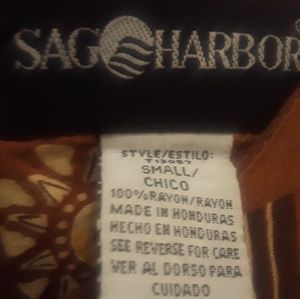 SAG HARBOR
STYLE/ESTILO:
T13057
SMALL/
CHICO
100%RAYON/RAYON
MADE IN HONDURAS
HECHO EN HONDURAS
SEE REVERSE FOR CARE
VER AL DORSO PARA
CUIDADO